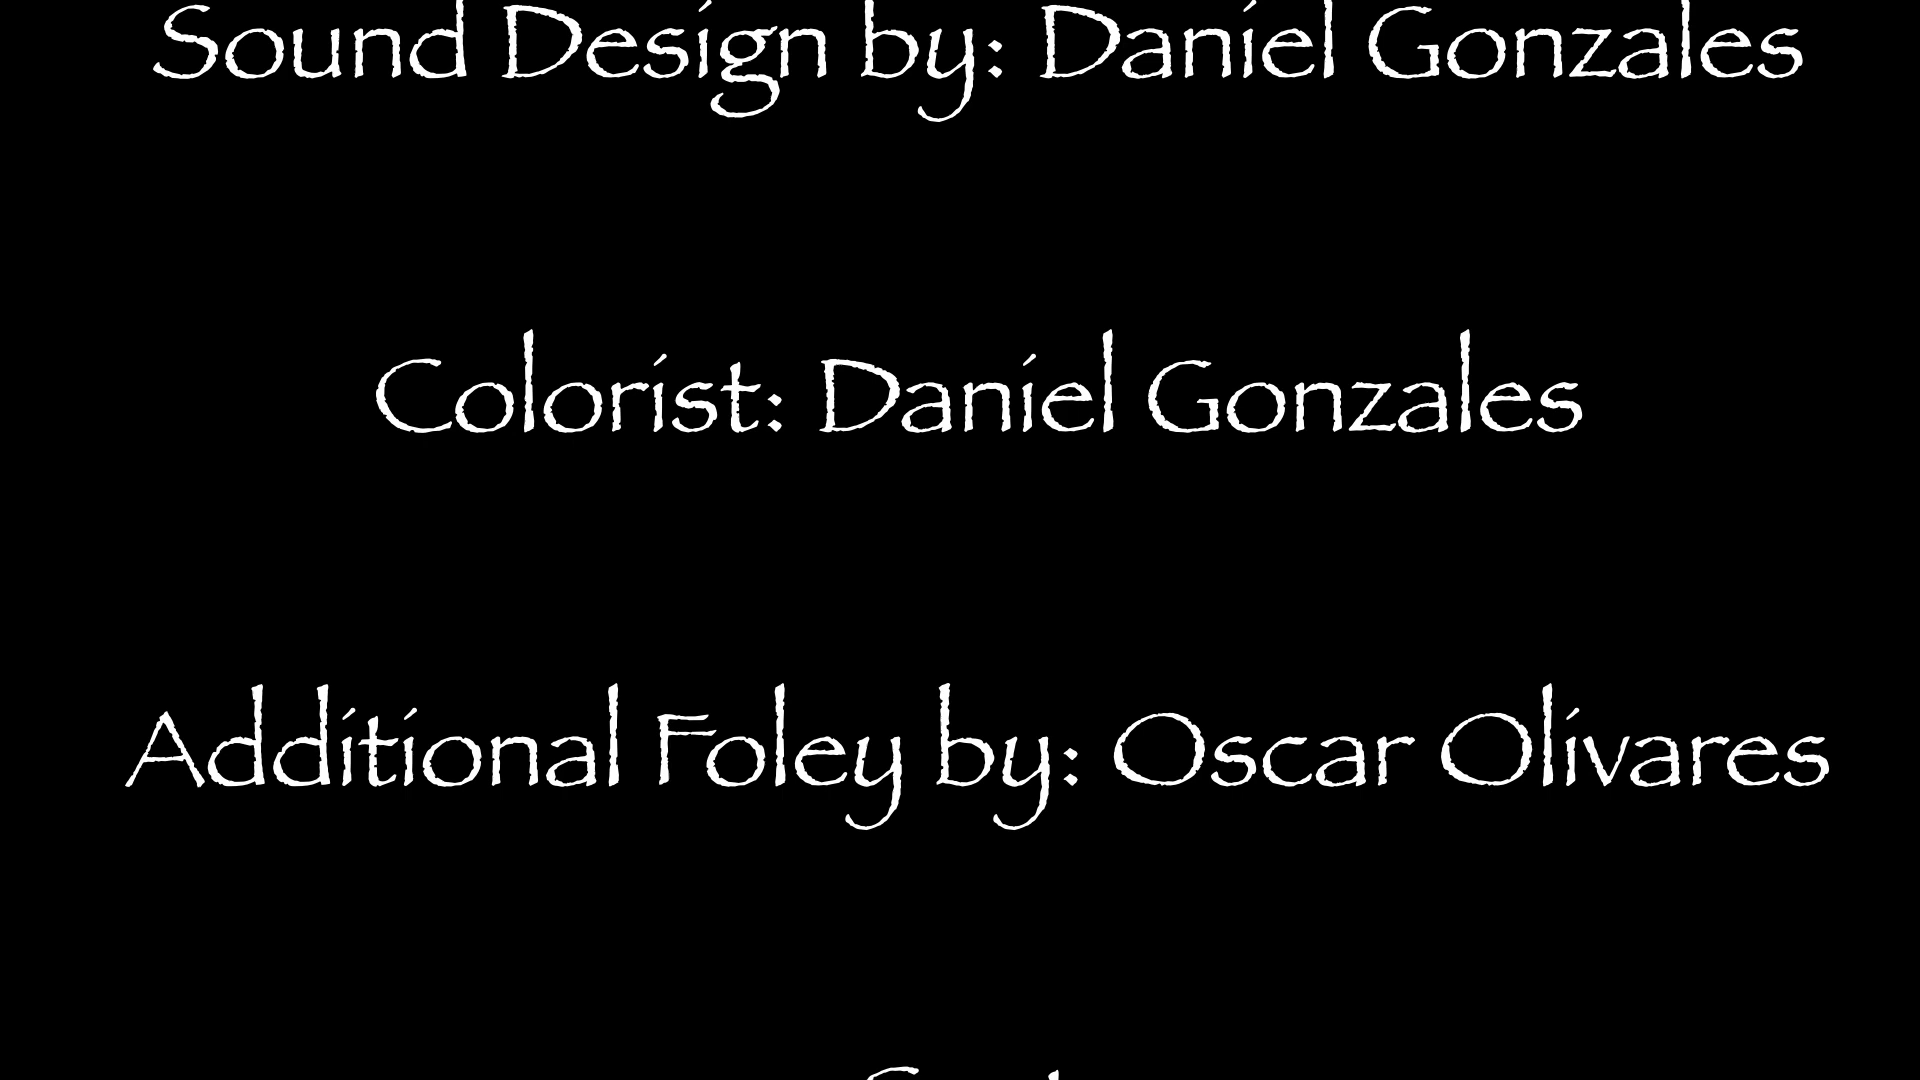 Sound Design by: Daniel Gonzales
Colorist: Daniel Gonzales
Additional Foley by: Oscar Olivares